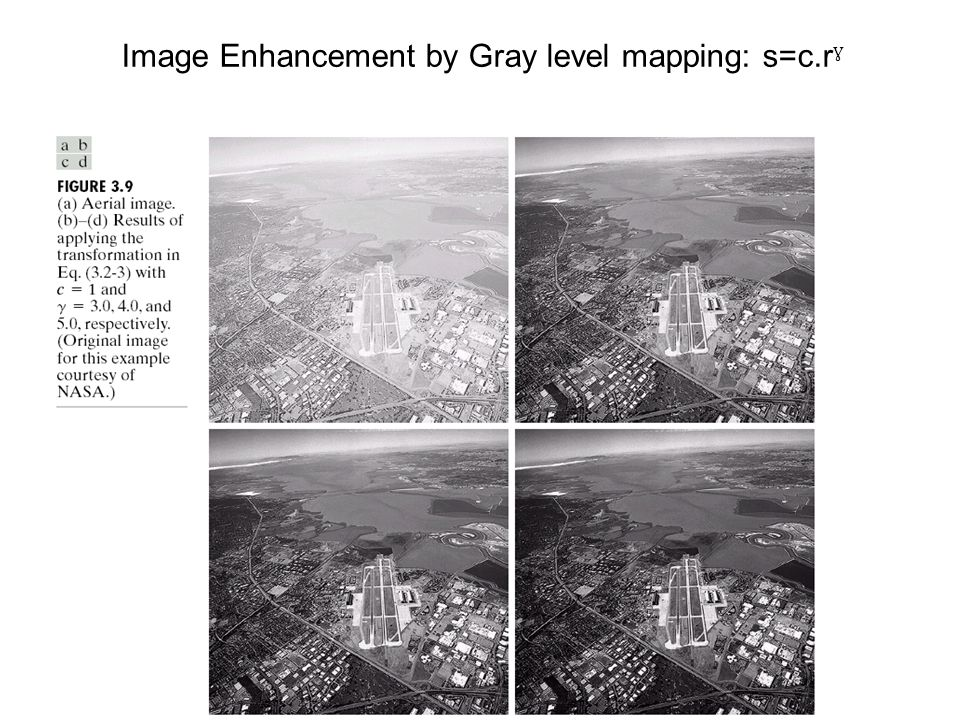 Image Enhancement by Gray level mapping: s=c.rˠ
a b
c d
FIGURE 3.9
(a) Aerial image.
(b)–(d) Results of
applying the
transformation in
Eq. (3.2-3) with
c = 1 and
γ = 3.0, 4.0, and
5.0, respectively.
(Original image
for this example
courtesy of
NASA.)